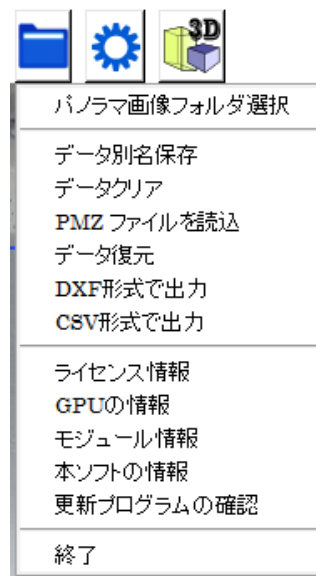 3D
パノラマ画像フォルダ選択
データ別名保存
データクリア
PMZ ファイルを読込
データ復元
DXF形式で出力
CSV形式で出力
ライセンス情報
GPUの情報
モジュール情報
本ソフトの情報
更新プログラムの確認
終了